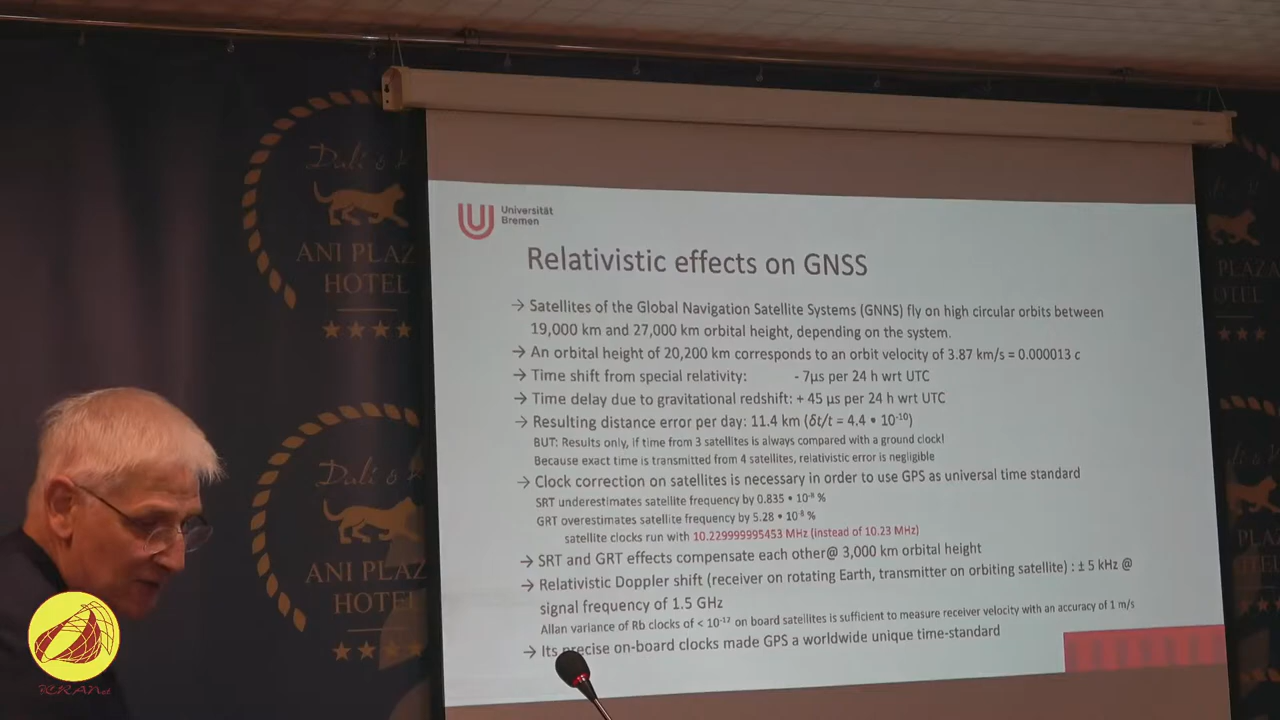 Universität
Bremen
Relativistic effects on GNSS
→ Satellites of the Global Navigation Satellite Systems (GNNS) fly on high circular orbits between
19,000 km and 27,000 km orbital height, depending on the system.
→ An orbital height of 20,200 km corresponds to an orbit velocity of 3.87 km/s = 0.000013 c
→ Time shift from special relativity: - 7µs per 24 h wrt UTC
→ Time delay due to gravitational redshift: + 45 µs per 24 h wrt UTC
→ Resulting distance error per day: 11.4 km (δt/t = 4.4 • 10⁻¹⁰)
BUT: Results only, if time from 3 satellites is always compared with a ground clock!
Because exact time is transmitted from 4 satellites, relativistic error is negligible
→ Clock correction on satellites is necessary in order to use GPS as universal time standard
SRT underestimates satellite frequency by 0.835 • 10⁻⁸ %
GRT overestimates satellite frequency by 5.28 • 10⁻⁸ %
satellite clocks run with 10.229999995453 MHz (instead of 10.23 MHz)
→ SRT and GRT effects compensate each other@ 3,000 km orbital height
→ Relativistic Doppler shift (receiver on rotating Earth, transmitter on orbiting satellite) : ± 5 kHz @
signal frequency of 1.5 GHz
Allan variance of Rb clocks of < 10⁻¹² on board satellites is sufficient to measure receiver velocity with an accuracy of 1 m/s
→ Its precise on-board clocks made GPS a worldwide unique time-standard
ANI PLAZ
HOTEL
ANI PLAZ
HOTEL
PLAZA
OTEL
PLA
ICRANet